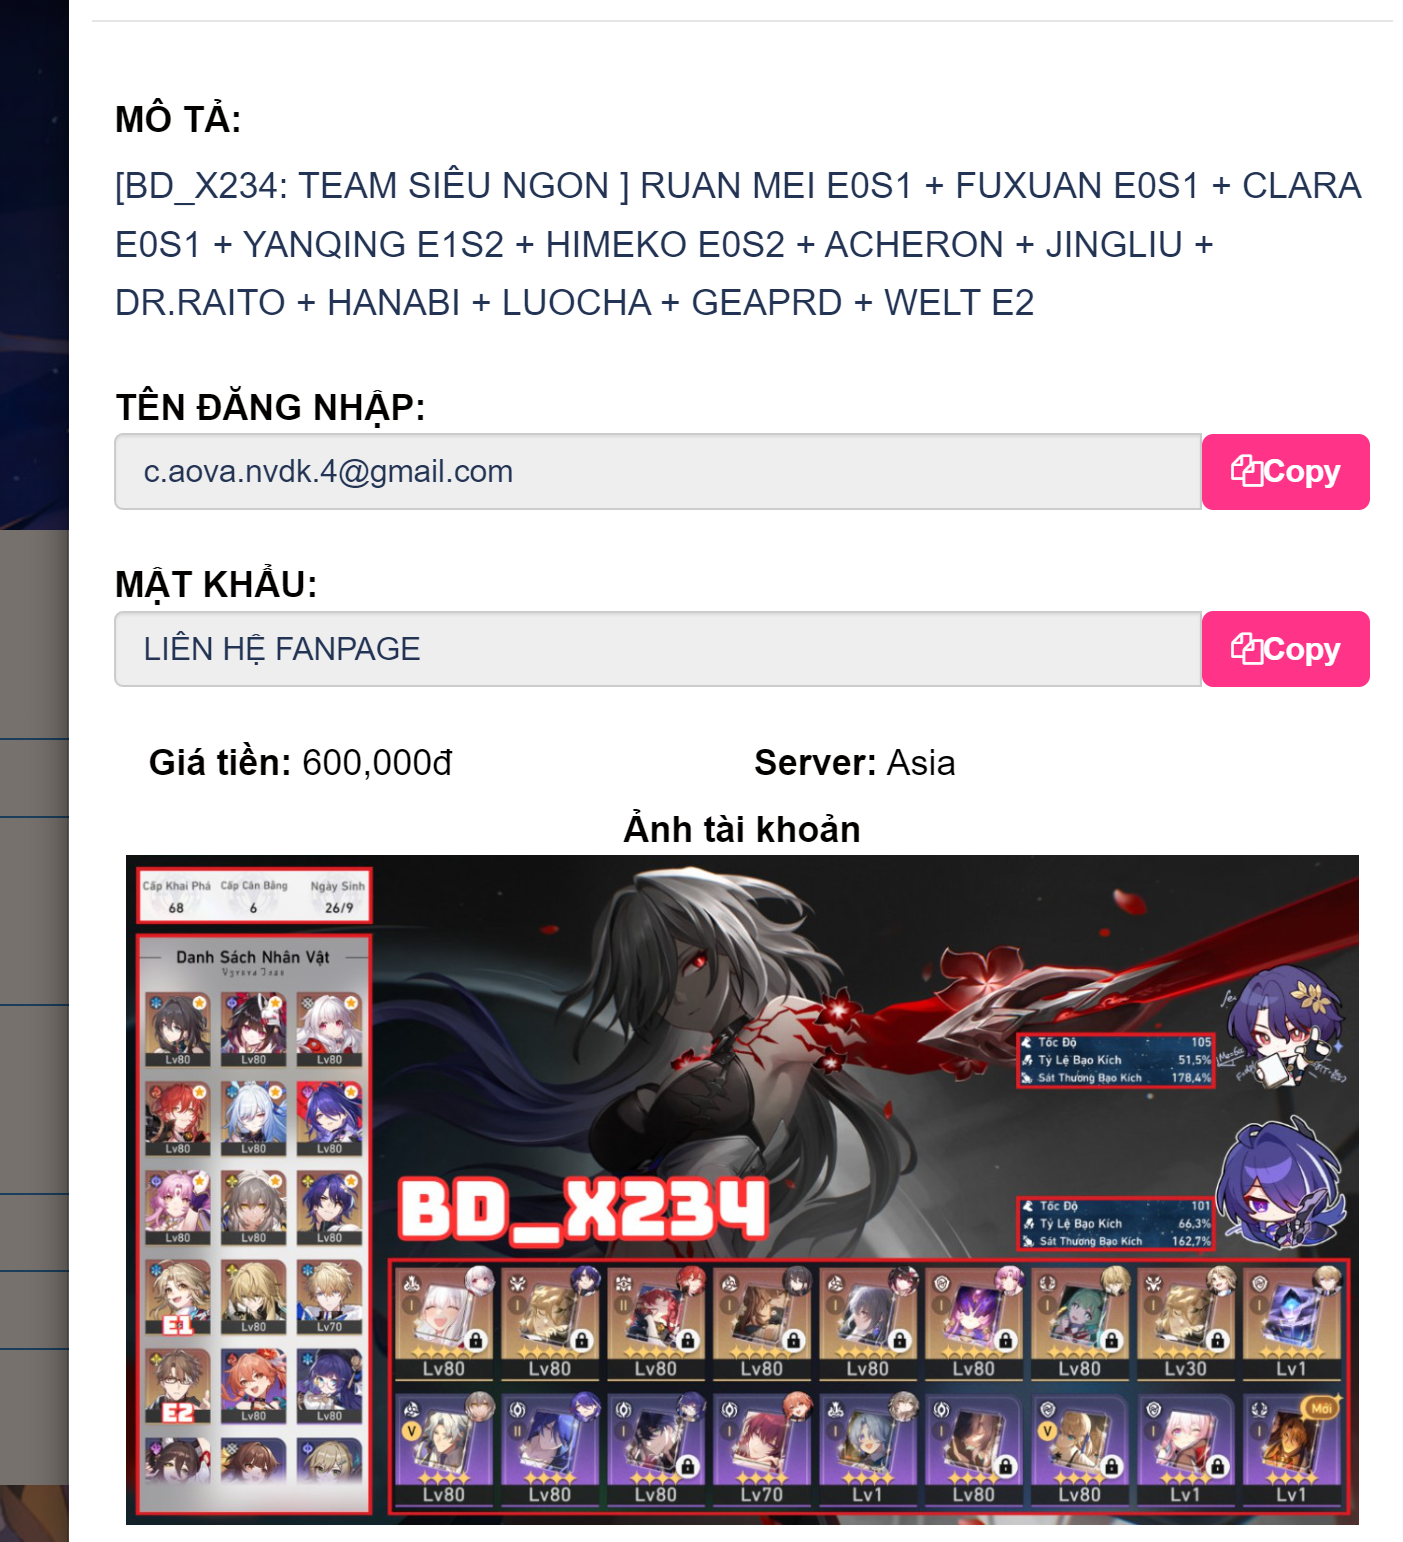 MÔ TẢ:
[BD_X234: TEAM SIÊU NGON ] RUAN MEI E0S1 + FUXUAN E0S1 + CLARA
E0S1 + YANQING E1S2 + HIMEKO E0S2 + ACHERON + JINGLIU +
DR.RAITO + HANABI + LUOCHA + GEAPRD + WELT E2
TÊN ĐĂNG NHẬP:
c.aova.nvdk.4@gmail.com
Copy
MẬT KHẨU:
LIÊN HỆ FANPAGE
Copy
Giá tiền: 600,000đ
Server: Asia
Ảnh tài khoản
Cấp Khai Phá Cấp Cân Bằng Ngày Sinh
68 6 26/9
Danh Sách Nhân Vật
Lv80 Lv80 Lv80
Lv80 Lv80 Lv80
Lv80 Lv80 Lv80
E1 Lv80 Lv70
E2 Lv80 Lv80
Tốc Độ 105
Tỷ Lệ Bạo Kích 51,5%
Sát Thương Bạo Kích 178,4%
BD_X234
Tốc Độ 101
Tỷ Lệ Bạo Kích 66,3%
Sát Thương Bạo Kích 162,7%
I I II I I I I I I
Lv80 Lv80 Lv80 Lv80 Lv80 Lv80 Lv80 Lv30 Lv1
Mới
V II I I I I V I I
Lv80 Lv80 Lv80 Lv70 Lv1 Lv80 Lv80 Lv1 Lv1